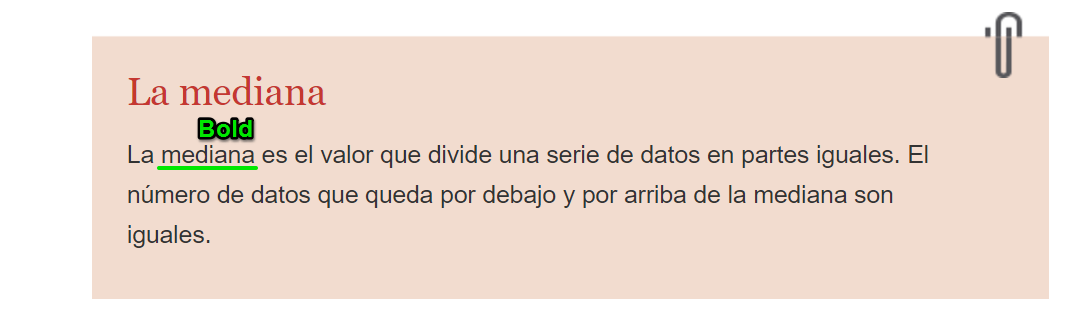 La mediana
Bold
La mediana es el valor que divide una serie de datos en partes iguales. El
número de datos que queda por debajo y por arriba de la mediana son
iguales.